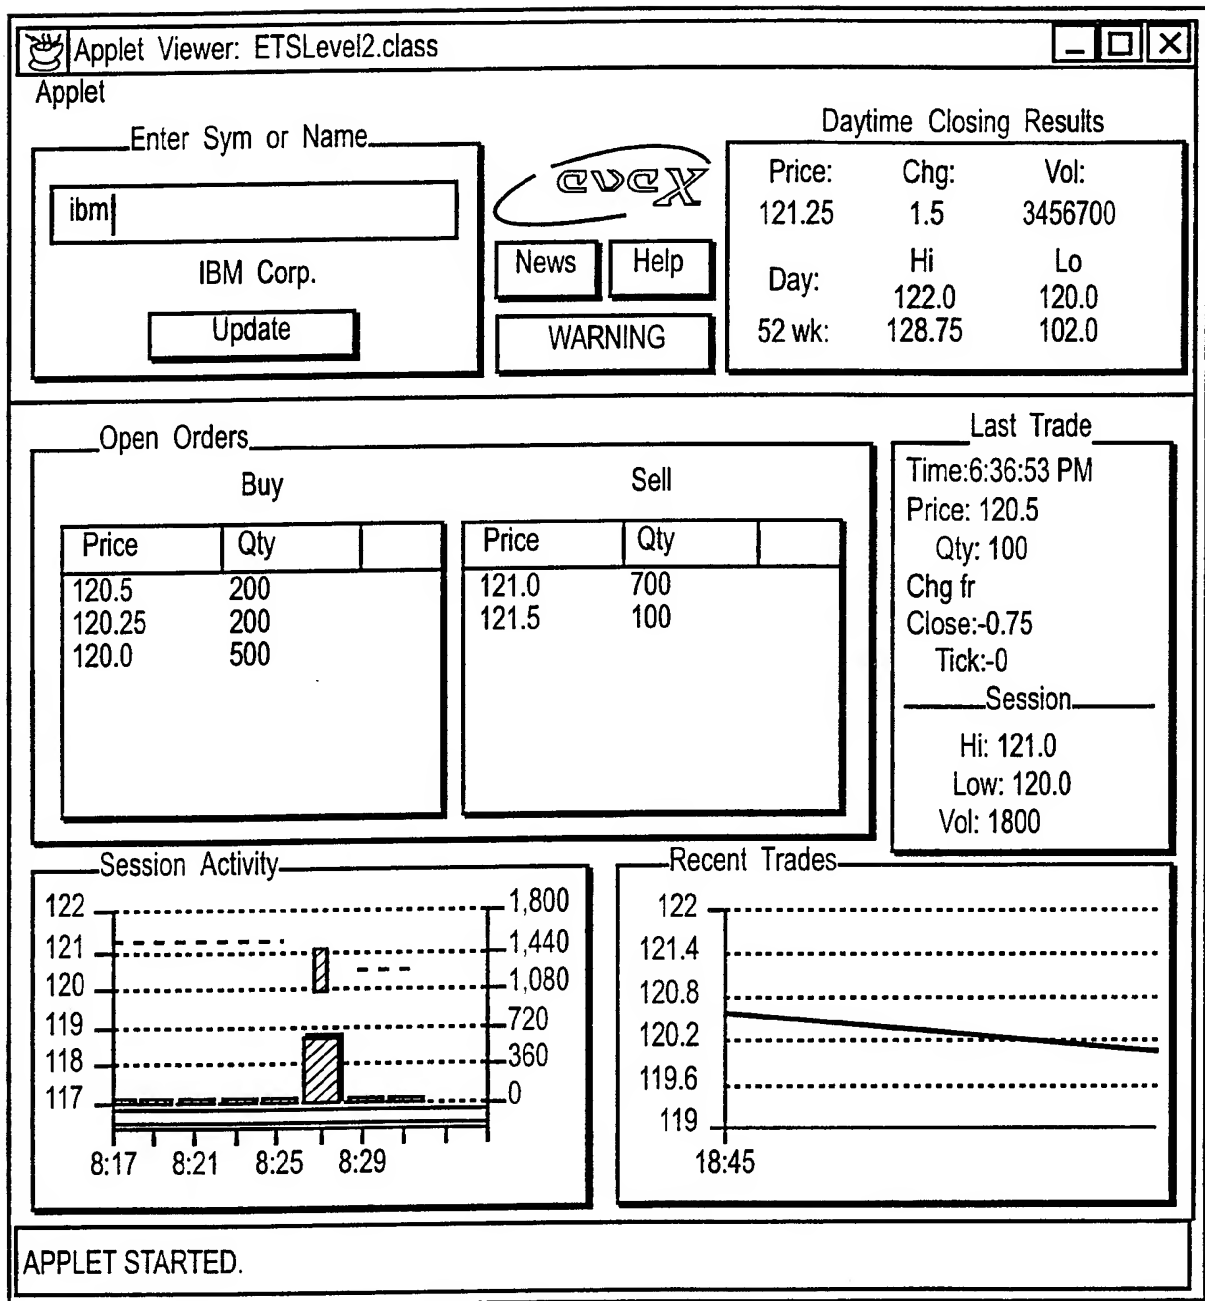 Applet Viewer: ETSLevel2.class
Applet
Enter Sym or Name
ibm
IBM Corp.
Update
News Help
WARNING
Daytime Closing Results
Price: Chg: Vol:
121.25 1.5 3456700
Hi Lo
Day: 122.0 120.0
52 wk: 128.75 102.0
Open Orders
Buy
Price Qty
120.5 200
120.25 200
120.0 500
Sell
Price Qty
121.0 700
121.5 100
Last Trade
Time:6:36:53 PM
Price: 120.5
Qty: 100
Chg fr
Close:-0.75
Tick:-0
Session
Hi: 121.0
Low: 120.0
Vol: 1800
Session Activity
122 1,800
121 1,440
120 1,080
119 720
118 360
117 0
8:17 8:21 8:25 8:29
Recent Trades
122
121.4
120.8
120.2
119.6
119
18:45
APPLET STARTED.